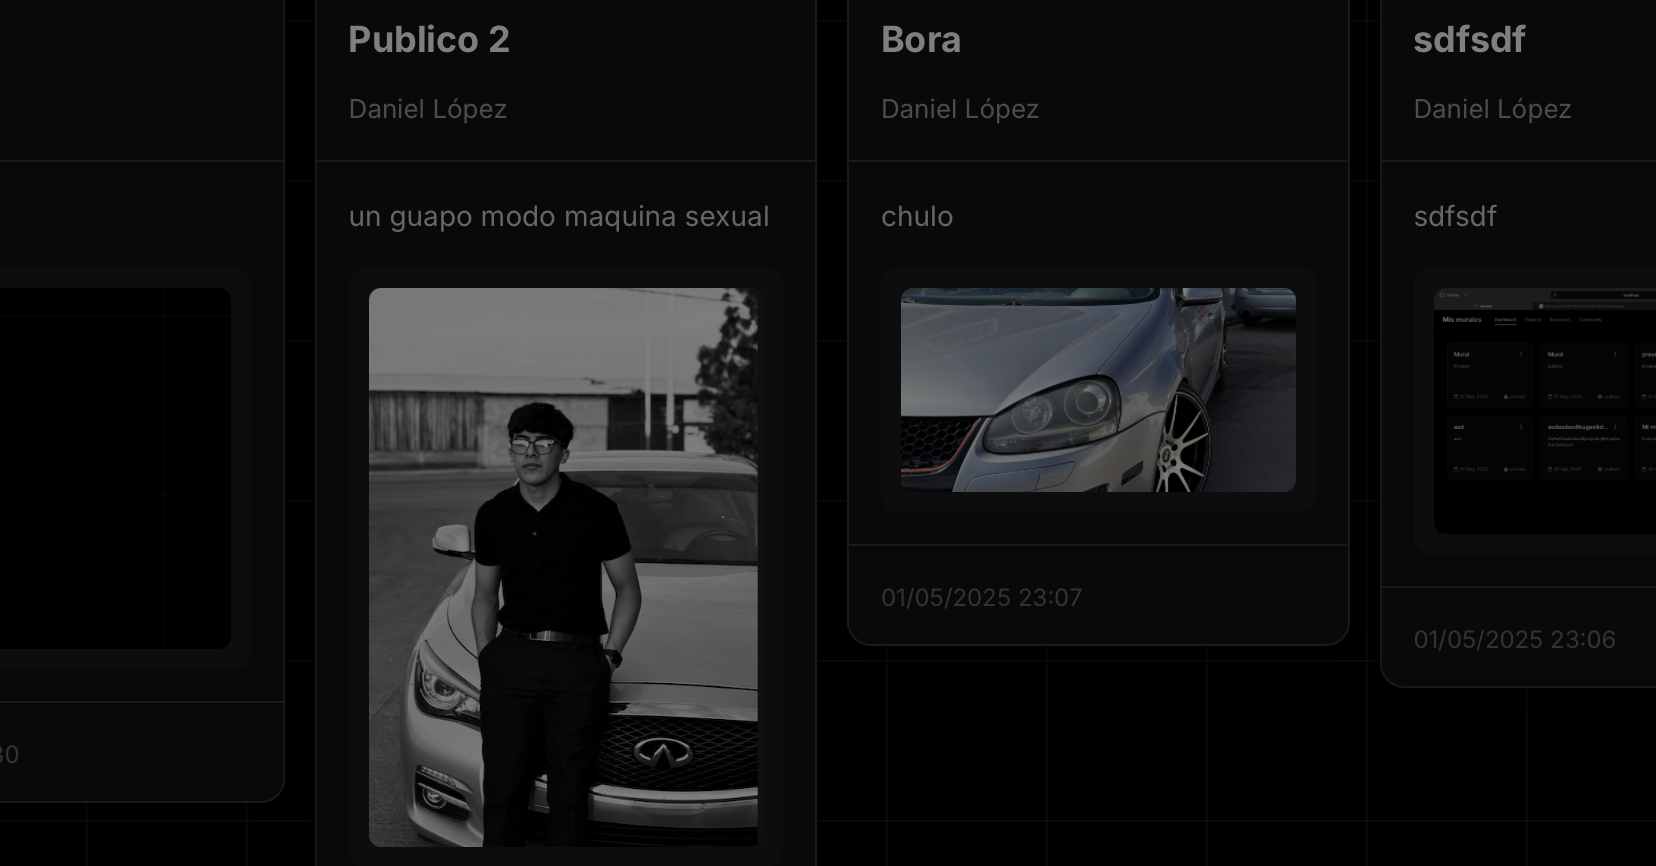 Publico 2
Daniel López
un guapo modo maquina sexual
Bora
Daniel López
chulo
01/05/2025 23:07
sdfsdf
Daniel López
sdfsdf
Mis murales
Dashboard
Mural
Mural
asd
01/05/2025 23:06
30